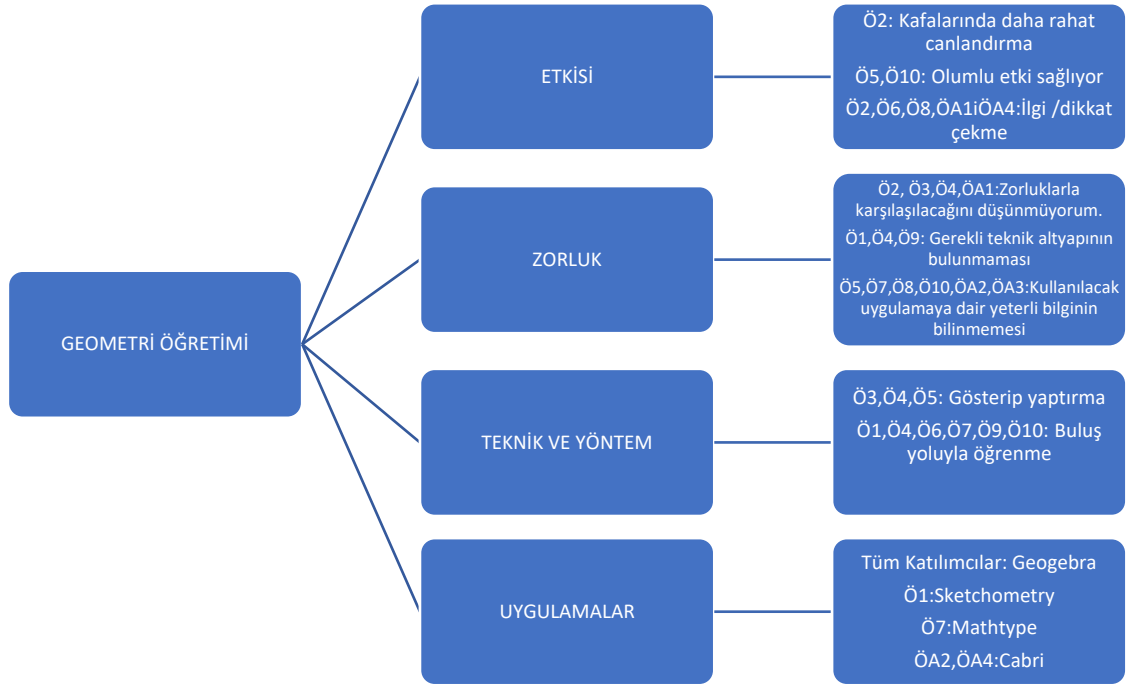 GEOMETRİ ÖĞRETİMİ
ETKİSİ
Ö2: Kafalarında daha rahat
canlandırma
Ö5,Ö10: Olumlu etki sağlıyor
Ö2,Ö6,Ö8,ÖA1iÖA4:İlgi /dikkat
çekme
ZORLUK
Ö2, Ö3,Ö4,ÖA1:Zorluklarla
karşılaşılacağını düşünmüyorum.
Ö1,Ö4,Ö9: Gerekli teknik altyapının
bulunmaması
Ö5,Ö7,Ö8,Ö10,ÖA2,ÖA3:Kullanılacak
uygulamaya dair yeterli bilginin
bilinmemesi
TEKNİK VE YÖNTEM
Ö3,Ö4,Ö5: Gösterip yaptırma
Ö1,Ö4,Ö6,Ö7,Ö9,Ö10: Buluş
yoluyla öğrenme
UYGULAMALAR
Tüm Katılımcılar: Geogebra
Ö1:Sketchometry
Ö7:Mathtype
ÖA2,ÖA4:Cabri